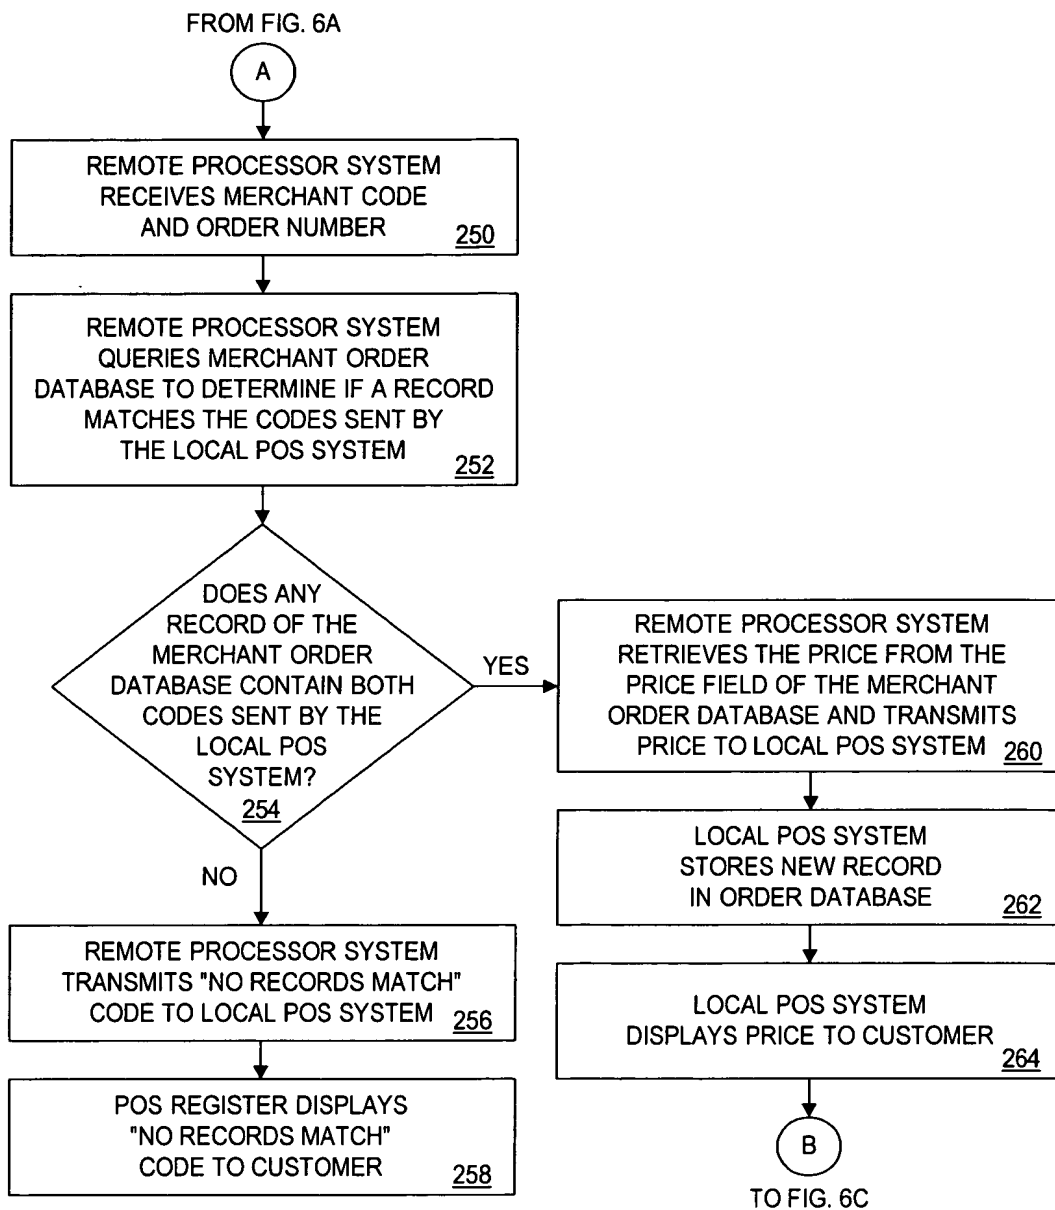 FROM FIG. 6A
A
REMOTE PROCESSOR SYSTEM
RECEIVES MERCHANT CODE
AND ORDER NUMBER
250
REMOTE PROCESSOR SYSTEM
QUERIES MERCHANT ORDER
DATABASE TO DETERMINE IF A RECORD
MATCHES THE CODES SENT BY
THE LOCAL POS SYSTEM
252
DOES ANY
RECORD OF THE
MERCHANT ORDER
DATABASE CONTAIN BOTH
CODES SENT BY THE
LOCAL POS
SYSTEM?
254
NO
REMOTE PROCESSOR SYSTEM
TRANSMITS "NO RECORDS MATCH"
CODE TO LOCAL POS SYSTEM
256
POS REGISTER DISPLAYS
"NO RECORDS MATCH"
CODE TO CUSTOMER
258
YES
REMOTE PROCESSOR SYSTEM
RETRIEVES THE PRICE FROM THE
PRICE FIELD OF THE MERCHANT
ORDER DATABASE AND TRANSMITS
PRICE TO LOCAL POS SYSTEM
260
LOCAL POS SYSTEM
STORES NEW RECORD
IN ORDER DATABASE
262
LOCAL POS SYSTEM
DISPLAYS PRICE TO CUSTOMER
264
B
TO FIG. 6C